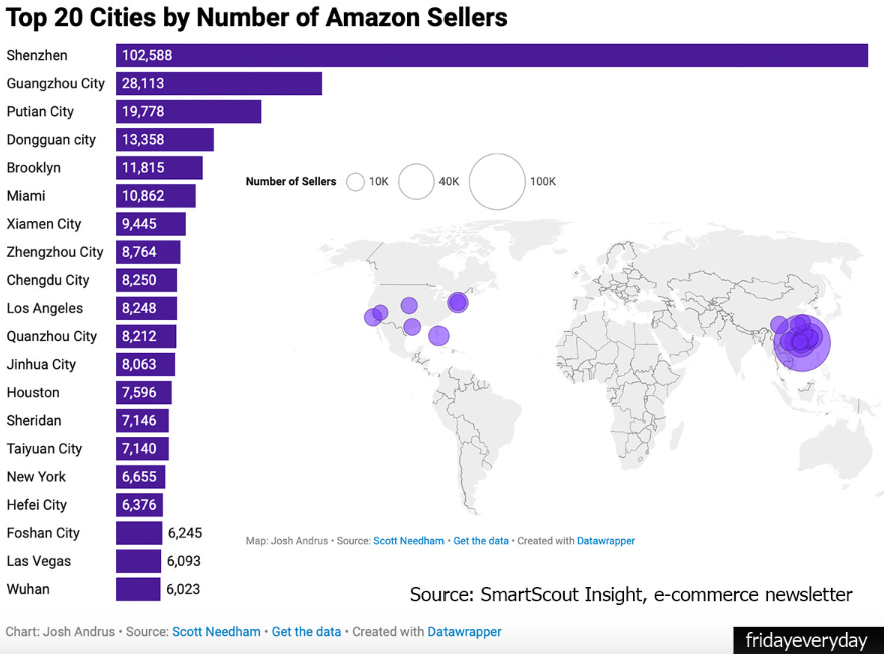 Top 20 Cities by Number of Amazon Sellers
Shenzhen 102,588
Guangzhou City 28,113
Putian City 19,778
Dongguan city 13,358
Brooklyn 11,815
Miami 10,862
Xiamen City 9,445
Zhengzhou City 8,764
Chengdu City 8,250
Los Angeles 8,248
Quanzhou City 8,212
Jinhua City 8,063
Houston 7,596
Sheridan 7,146
Taiyuan City 7,140
New York 6,655
Hefei City 6,376
Foshan City 6,245
Las Vegas 6,093
Wuhan 6,023
Number of Sellers 10K 40K 100K
Map: Josh Andrus • Source: Scott Needham • Get the data • Created with Datawrapper
Source: SmartScout Insight, e-commerce newsletter
Chart: Josh Andrus • Source: Scott Needham • Get the data • Created with Datawrapper
fridayeveryday